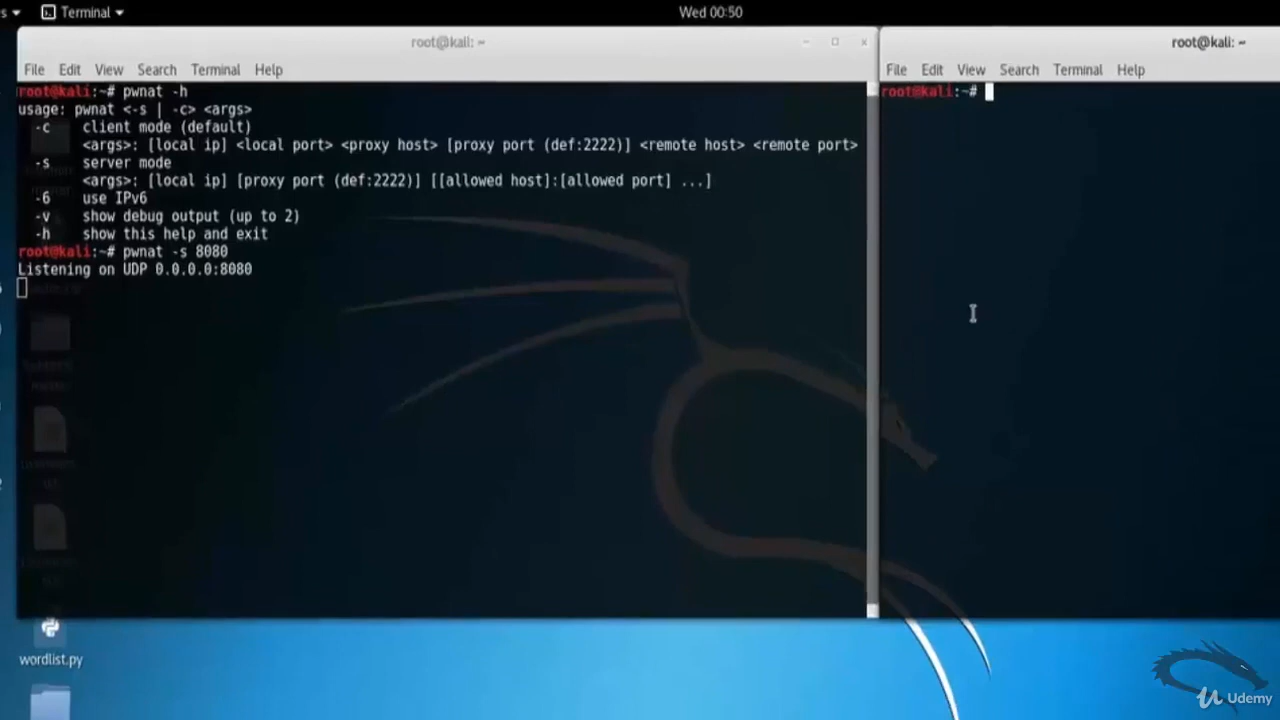 Terminal
Wed 00:50
root@kali: ~
File Edit View Search Terminal Help
root@kali:~# pwnat -h
usage: pwnat <-s | -c> <args>
-c client mode (default)
<args>: [local ip] <local port> <proxy host> [proxy port (def:2222)] <remote host> <remote port>
-s server mode
<args>: [local ip] [proxy port (def:2222)] [[allowed host]:[allowed port] ...]
-6 use IPv6
-v show debug output (up to 2)
-h show this help and exit
root@kali:~# pwnat -s 8080
Listening on UDP 0.0.0.0:8080
root@kali: ~
File Edit View Search Terminal Help
root@kali:~#
wordlist.py
Udemy